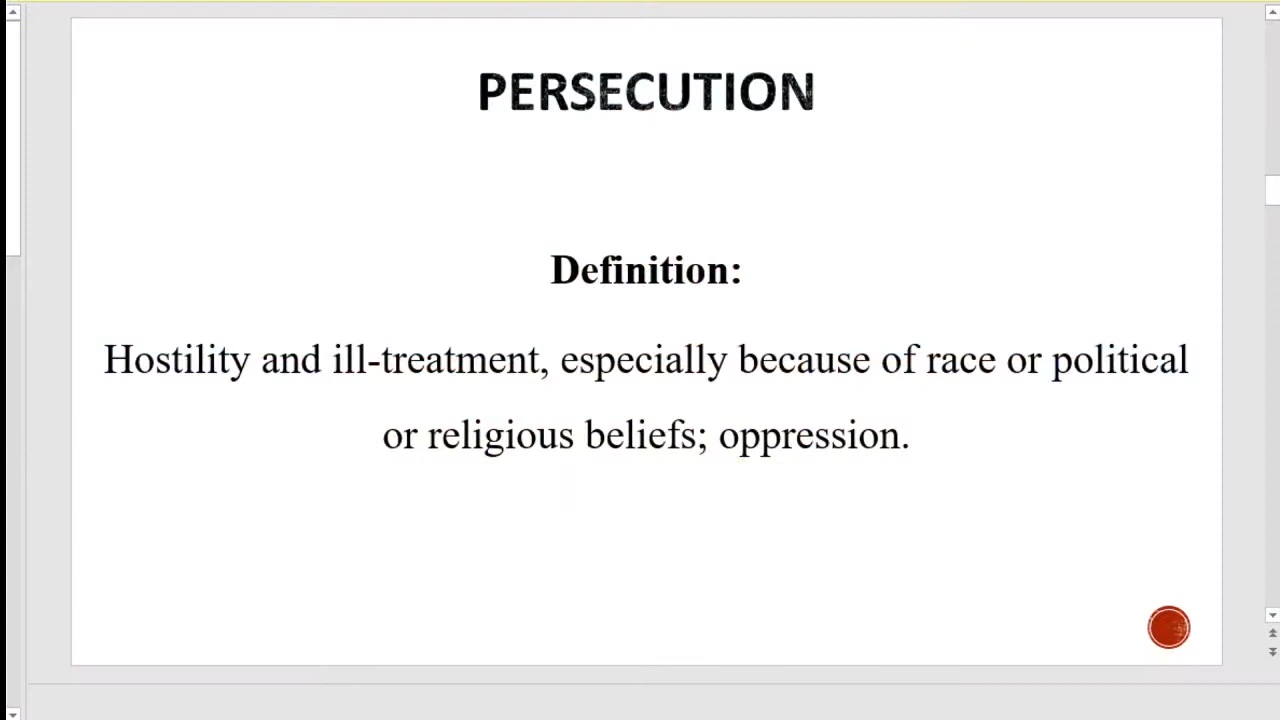 PERSECUTION
Definition:
Hostility and ill-treatment, especially because of race or political
or religious beliefs; oppression.